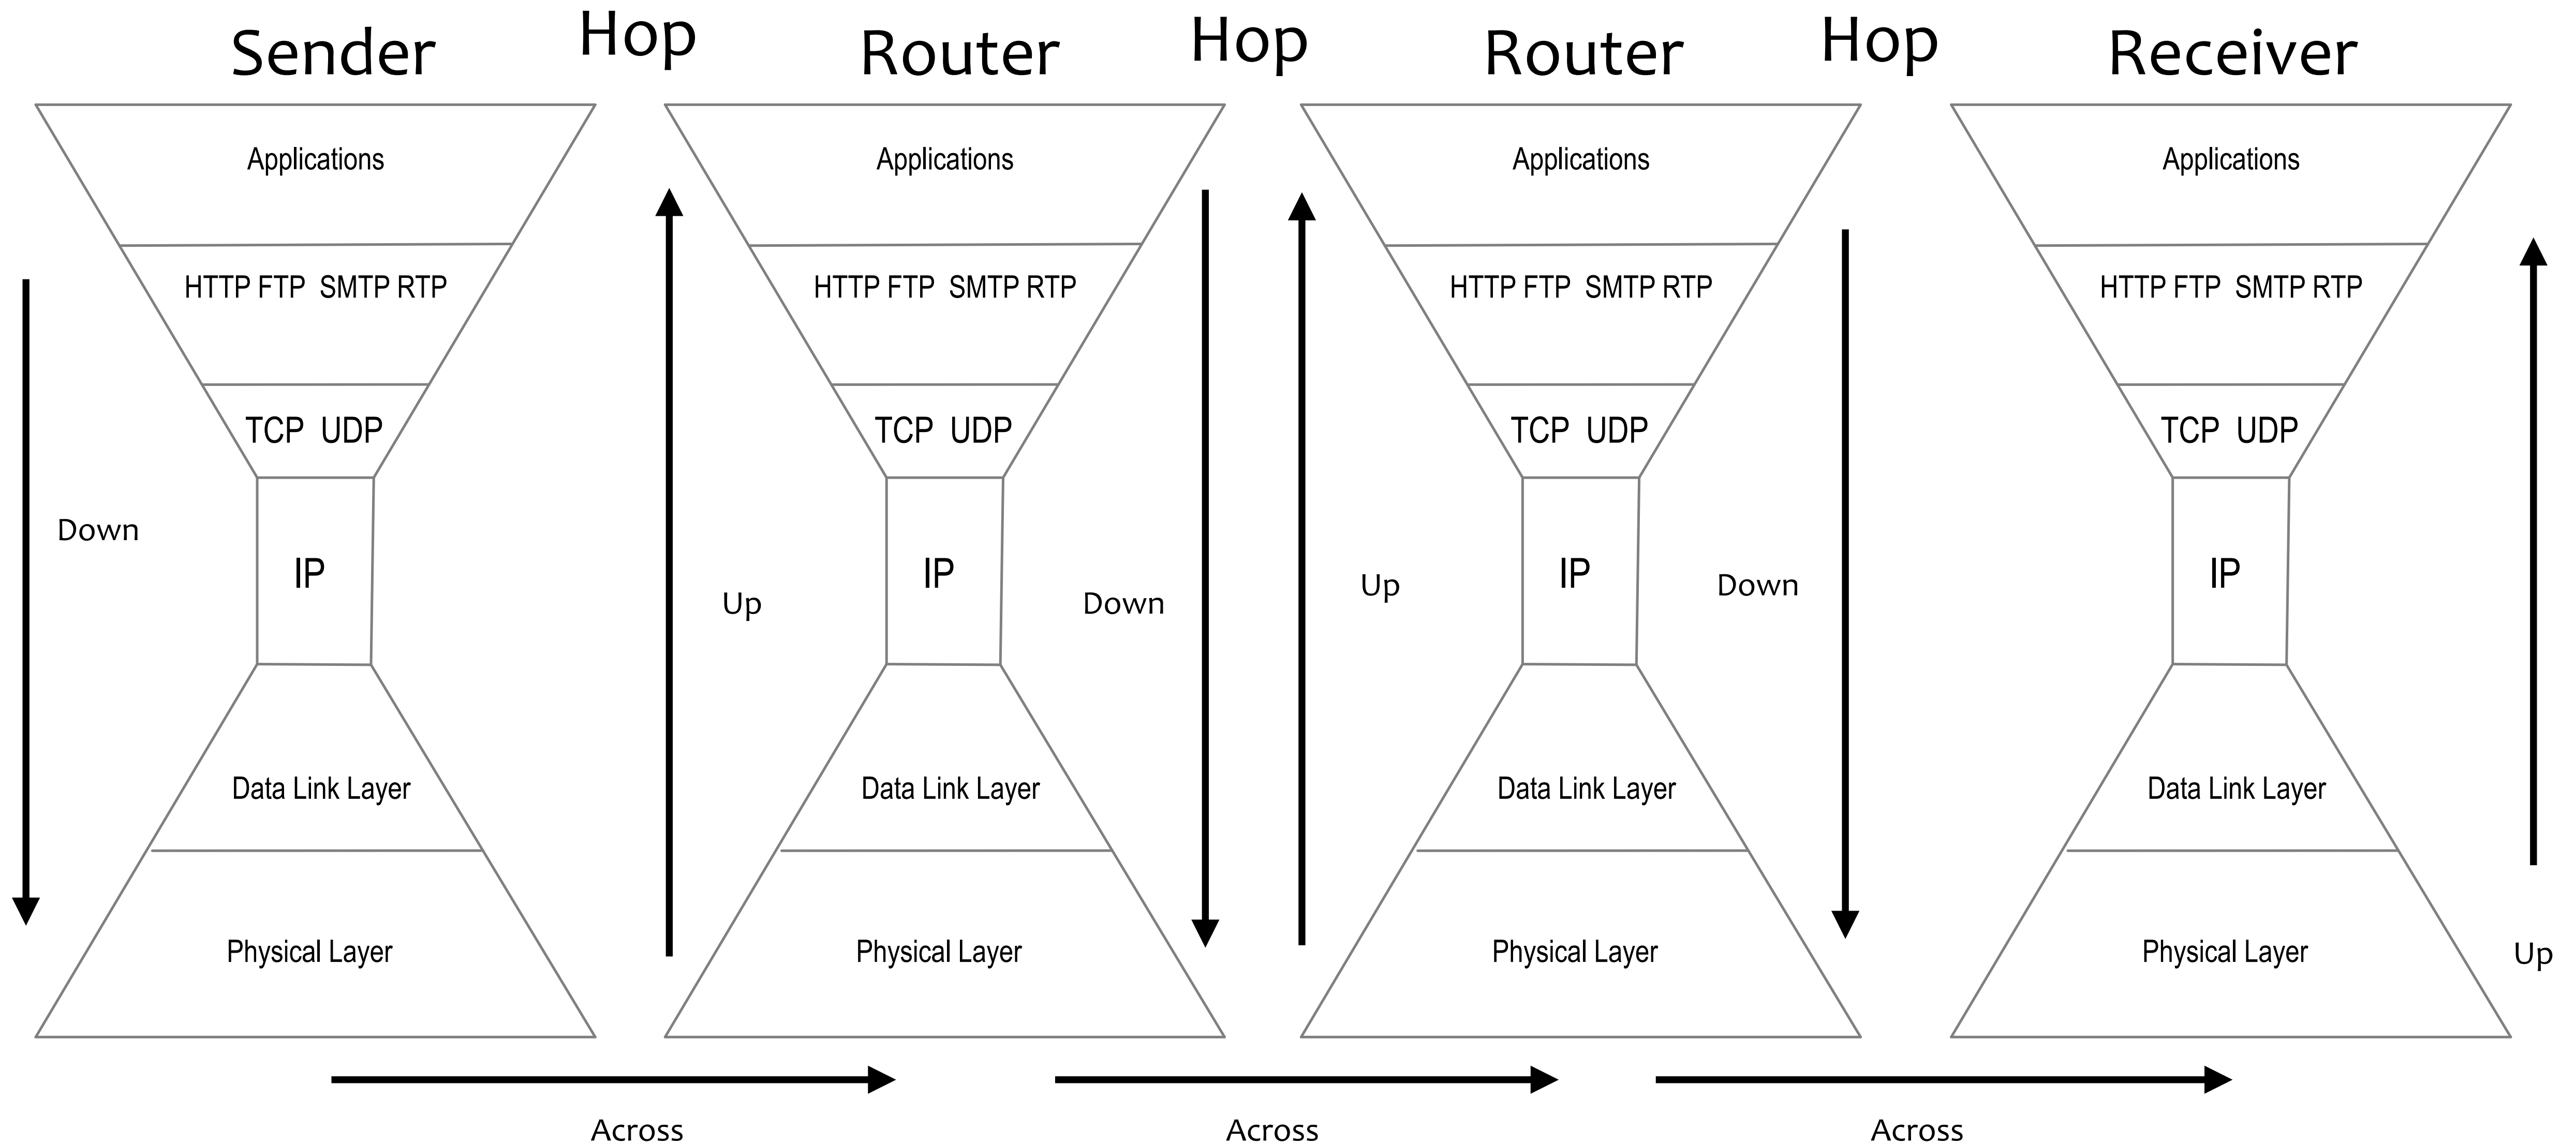 Sender
Hop
Router
Hop
Router
Hop
Receiver
Applications
Applications
Applications
Applications
HTTP FTP SMTP RTP
HTTP FTP SMTP RTP
HTTP FTP SMTP RTP
HTTP FTP SMTP RTP
TCP UDP
TCP UDP
TCP UDP
TCP UDP
Down
IP
Up
IP
Down
Up
IP
Down
IP
Data Link Layer
Data Link Layer
Data Link Layer
Data Link Layer
Physical Layer
Physical Layer
Physical Layer
Physical Layer
Up
Across
Across
Across